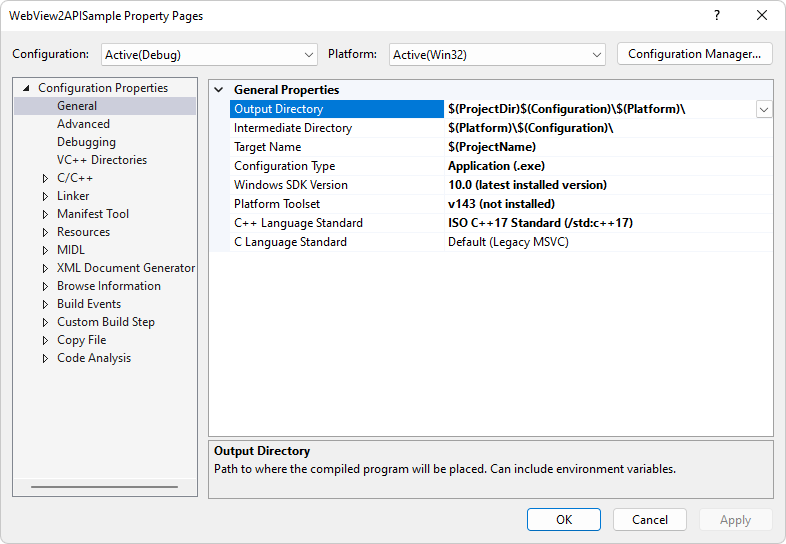 WebView2APISample Property Pages
?
Configuration: Active(Debug) Platform: Active(Win32) Configuration Manager...
Configuration Properties
General
Advanced
Debugging
VC++ Directories
C/C++
Linker
Manifest Tool
Resources
MIDL
XML Document Generator
Browse Information
Build Events
Custom Build Step
Copy File
Code Analysis
General Properties
Output Directory $(ProjectDir)$(Configuration)\$(Platform)\
Intermediate Directory $(Platform)\$(Configuration)\
Target Name $(ProjectName)
Configuration Type Application (.exe)
Windows SDK Version 10.0 (latest installed version)
Platform Toolset v143 (not installed)
C++ Language Standard ISO C++17 Standard (/std:c++17)
C Language Standard Default (Legacy MSVC)
Output Directory
Path to where the compiled program will be placed. Can include environment variables.
OK Cancel Apply